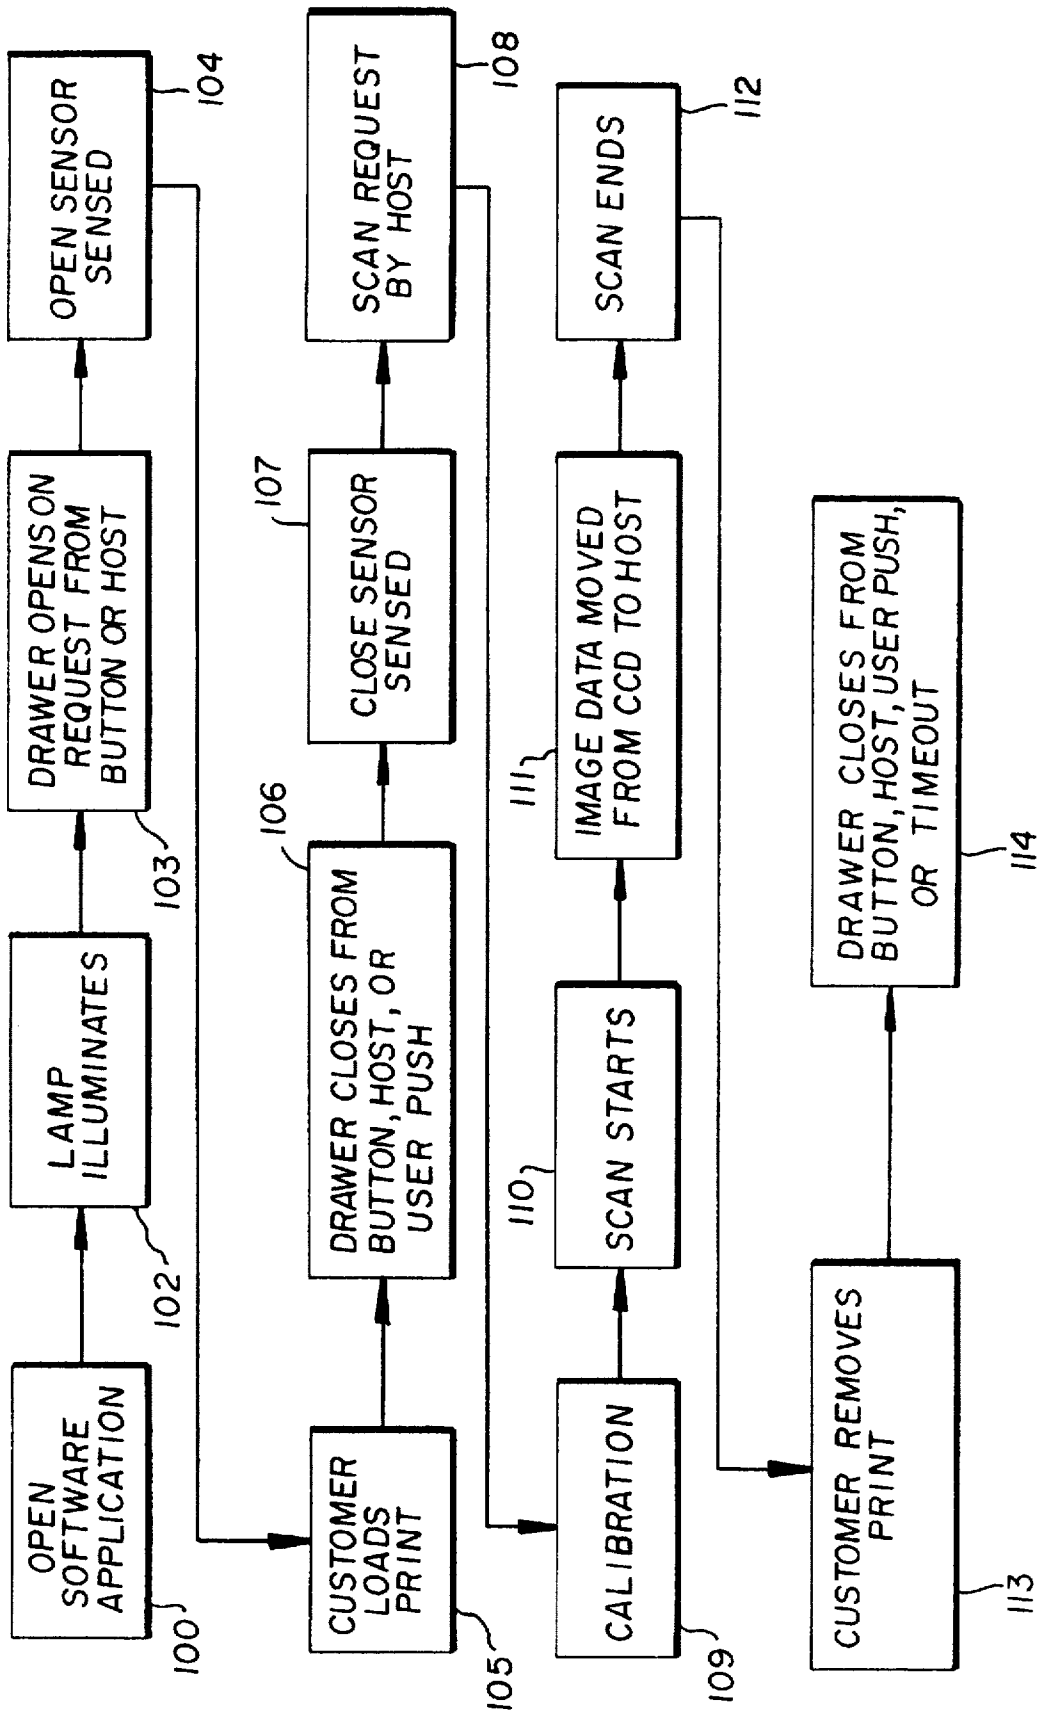 OPEN
SOFTWARE
APPLICATION
100
LAMP
ILLUMINATES
102
DRAWER OPENS ON
REQUEST FROM
BUTTON OR HOST
103
OPEN SENSOR
SENSED
104
CUSTOMER
LOADS
PRINT
105
DRAWER CLOSES FROM
BUTTON, HOST, OR
USER PUSH
106
CLOSE SENSOR
SENSED
107
SCAN REQUEST
BY HOST
108
CALIBRATION
109
SCAN STARTS
110
IMAGE DATA MOVED
FROM CCD TO HOST
111
SCAN ENDS
112
CUSTOMER REMOVES
PRINT
113
DRAWER CLOSES FROM
BUTTON, HOST, USER PUSH,
OR TIMEOUT
114